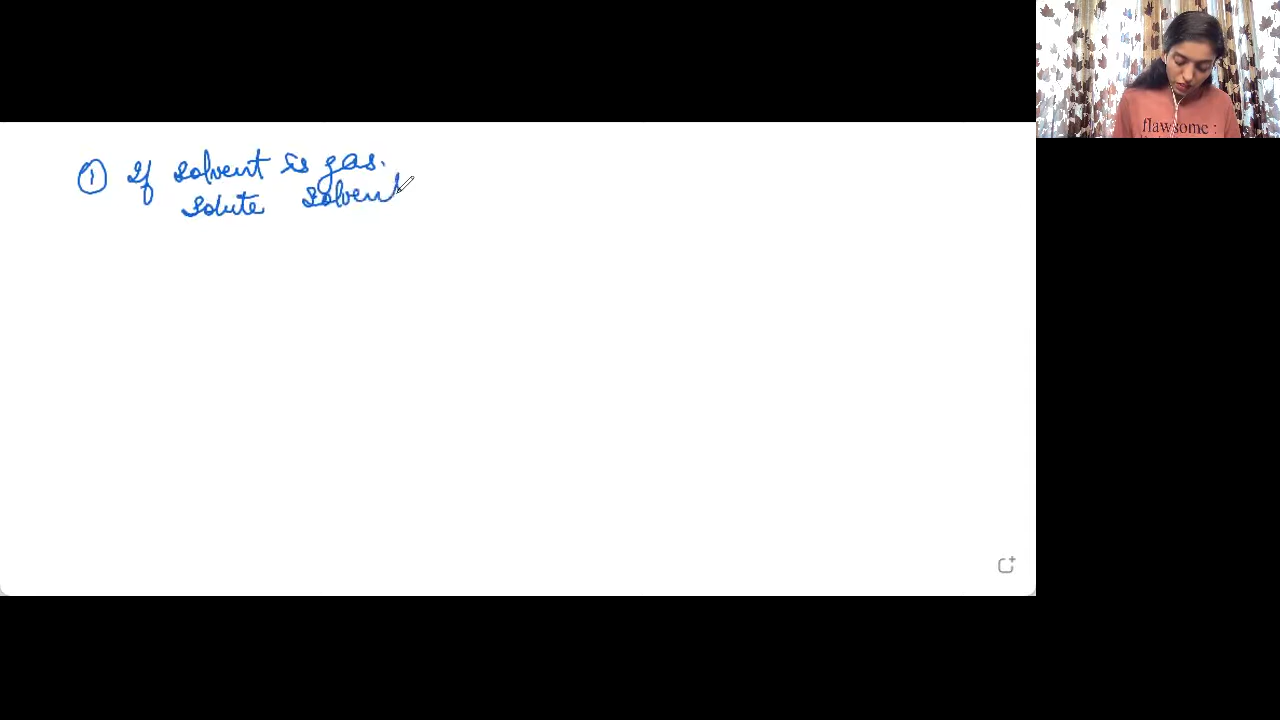 ① If solvent is gas.
Solute Solvent
flawsome :